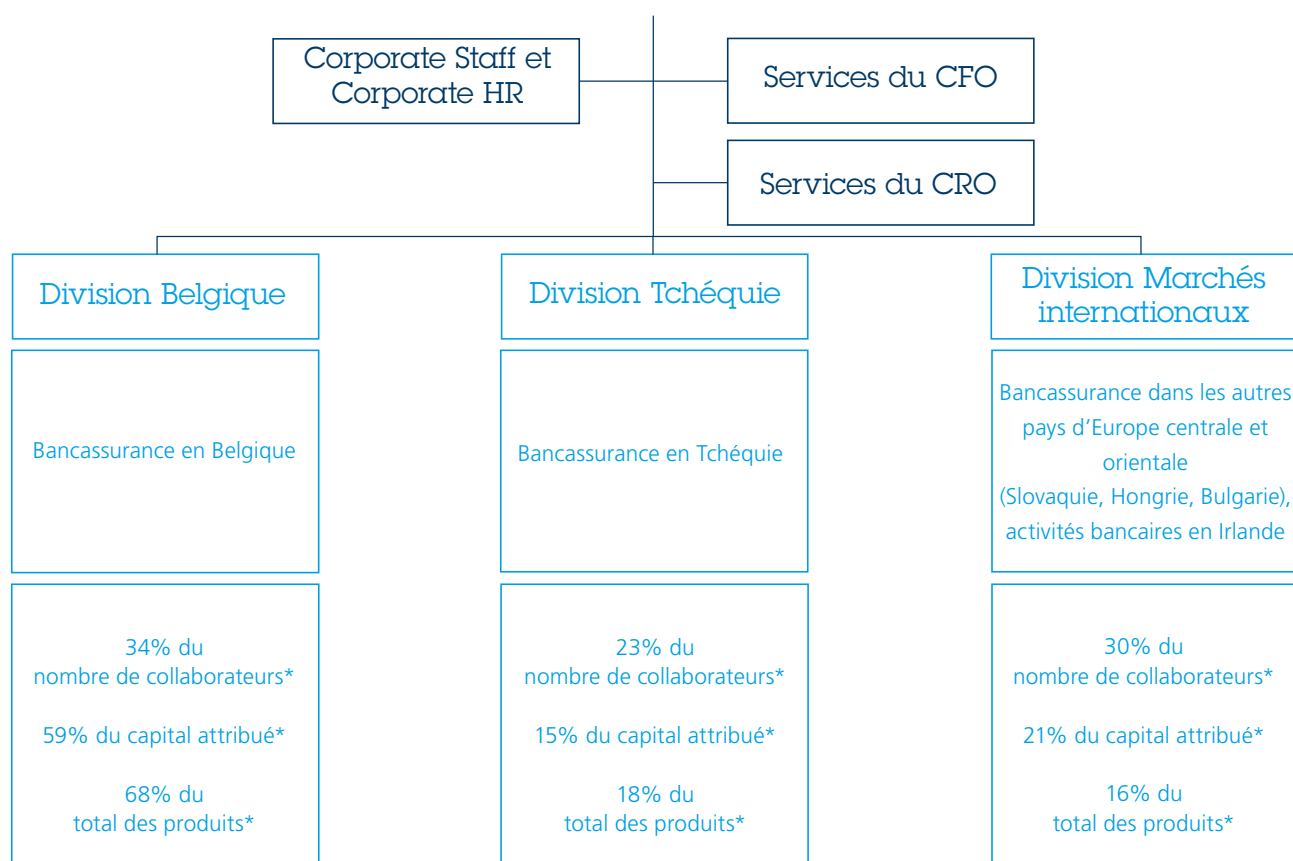 Corporate Staff et
Corporate HR
Services du CFO
Services du CRO
Division Belgique
Bancassurance en Belgique
34% du
nombre de collaborateurs*
59% du capital attribué*
68% du
total des produits*
Division Tchéquie
Bancassurance en Tchéquie
23% du
nombre de collaborateurs*
15% du capital attribué*
18% du
total des produits*
Division Marchés
internationaux
Bancassurance dans les autres
pays d’Europe centrale et
orientale
(Slovaquie, Hongrie, Bulgarie),
activités bancaires en Irlande
30% du
nombre de collaborateurs*
21% du capital attribué*
16% du
total des produits*